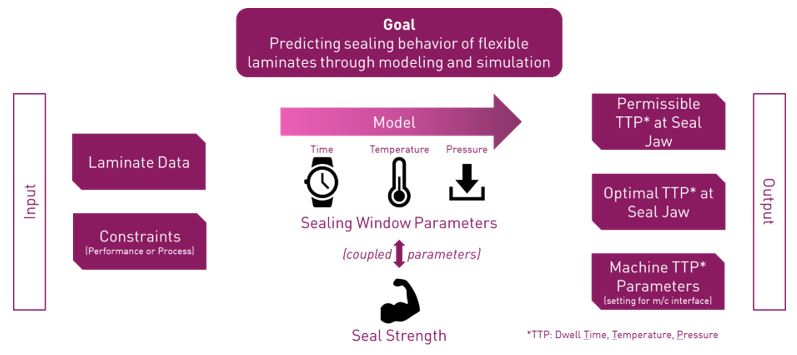 Goal
Predicting sealing behavior of flexible
laminates through modeling and simulation
Input
Laminate Data
Constraints
(Performance or Process)
Model
Time
Temperature
Pressure
Sealing Window Parameters
(coupled parameters)
Seal Strength
Permissible
TTP* at Seal
Jaw
Optimal TTP* at
Seal Jaw
Machine TTP*
Parameters
(setting for m/c interface)
Output
*TTP: Dwell Time, Temperature, Pressure